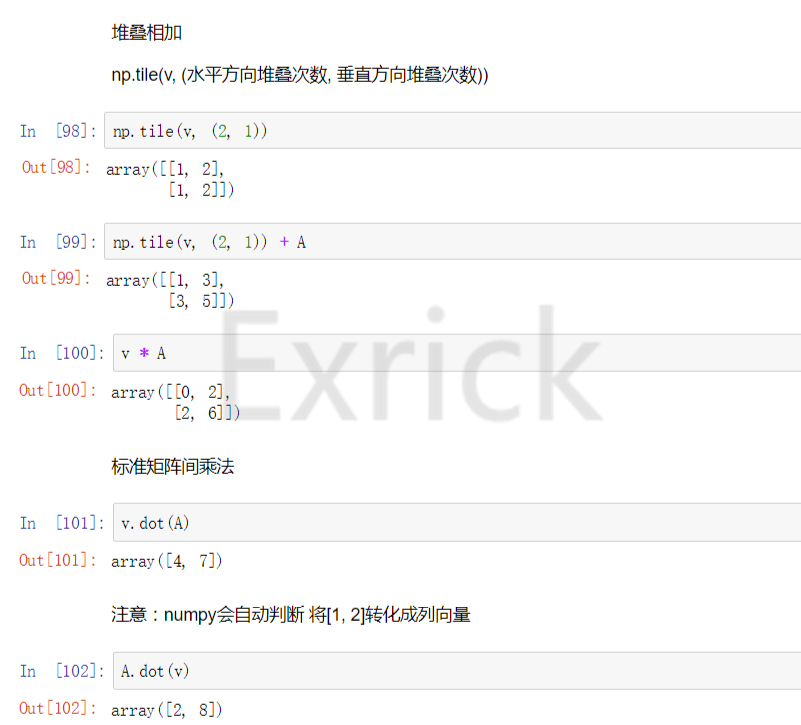 堆叠相加
np.tile(v, (水平方向堆叠次数, 垂直方向堆叠次数))
In [98]: np.tile(v, (2, 1))
Out[98]: array([[1, 2],
[1, 2]])
In [99]: np.tile(v, (2, 1)) + A
Out[99]: array([[1, 3],
[3, 5]])
In [100]: v * A
Out[100]: array([[0, 2],
[2, 6]])
Exrick
标准矩阵间乘法
In [101]: v.dot(A)
Out[101]: array([4, 7])
注意：numpy会自动判断 将[1, 2]转化成列向量
In [102]: A.dot(v)
Out[102]: array([2, 8])